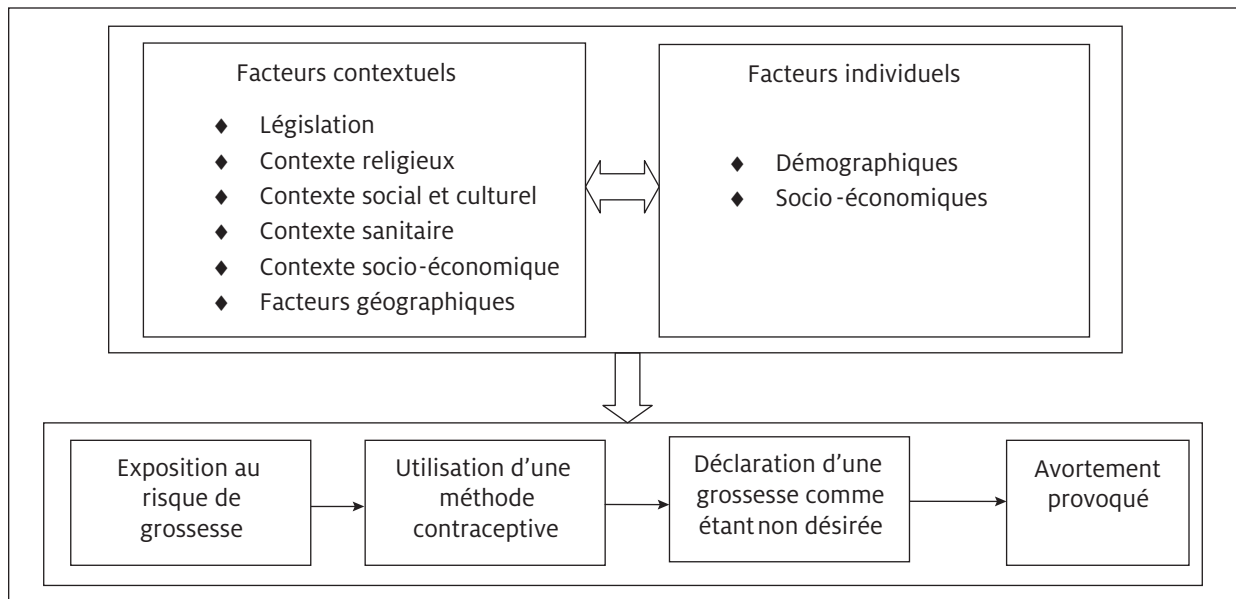 Facteurs contextuels
♦ Législation
♦ Contexte religieux
♦ Contexte social et culturel
♦ Contexte sanitaire
♦ Contexte socio-économique
♦ Facteurs géographiques
Facteurs individuels
♦ Démographiques
♦ Socio-économiques
Exposition au
risque de
grossesse
Utilisation d’une
méthode
contraceptive
Déclaration d’une
grossesse comme
étant non désirée
Avortement
provoqué